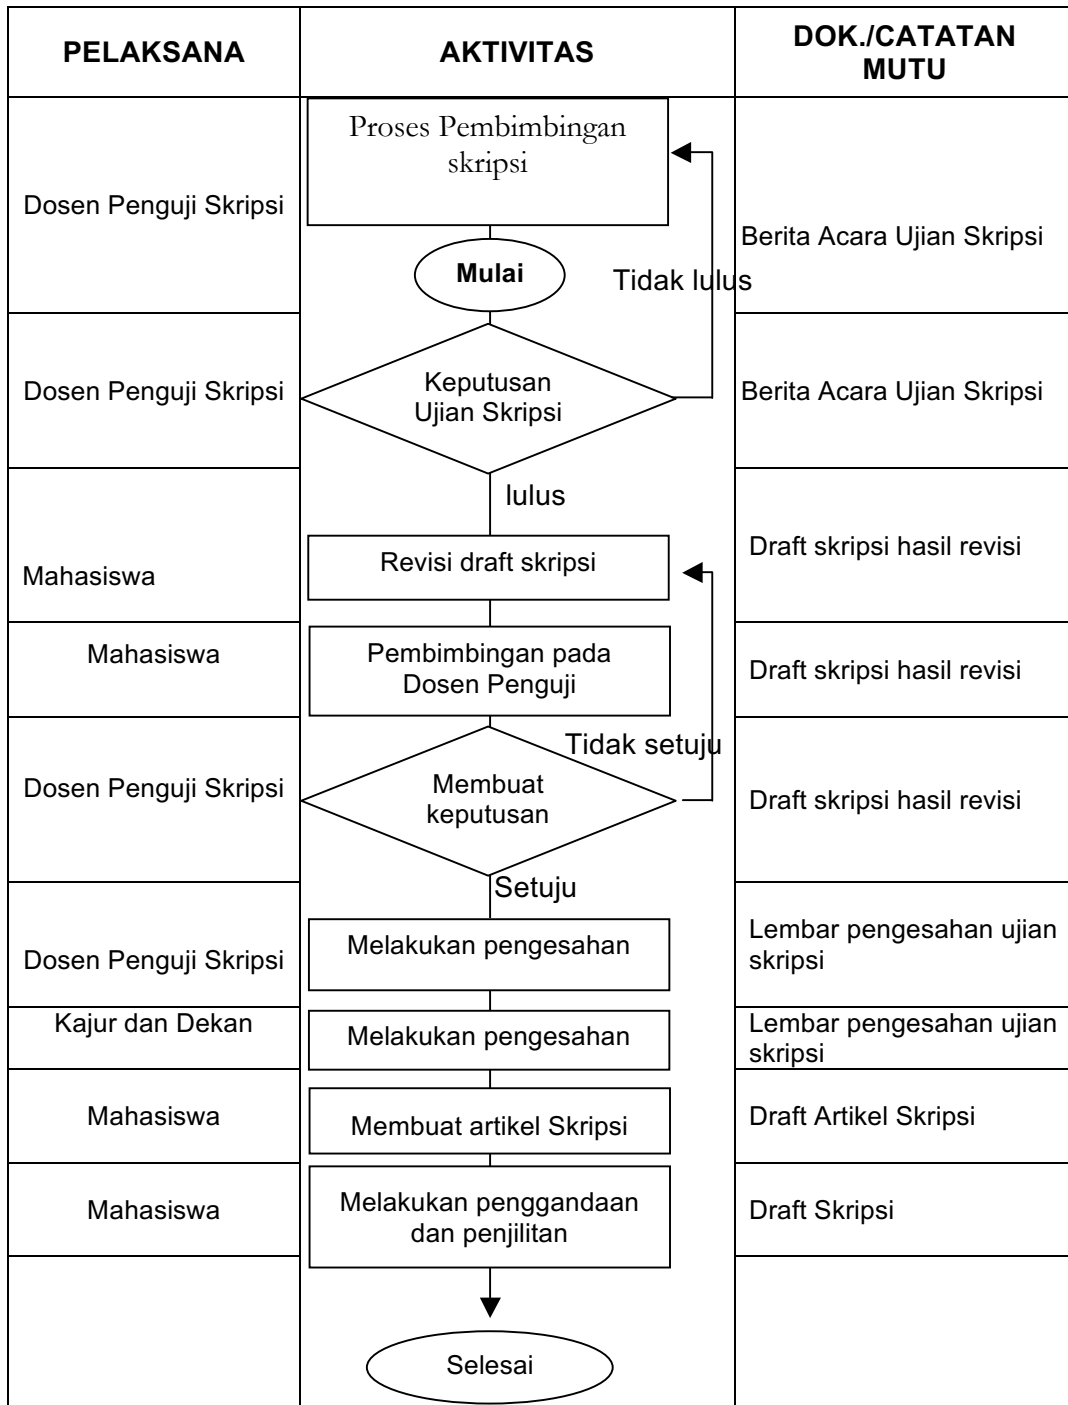 PELAKSANA
AKTIVITAS
DOK./CATATAN
MUTU
Proses Pembimbingan
skripsi
Dosen Penguji Skripsi
Berita Acara Ujian Skripsi
Mulai
Tidak lulus
Dosen Penguji Skripsi
Keputusan
Ujian Skripsi
Berita Acara Ujian Skripsi
lulus
Mahasiswa
Revisi draft skripsi
Draft skripsi hasil revisi
Mahasiswa
Pembimbingan pada
Dosen Penguji
Draft skripsi hasil revisi
Tidak setuju
Dosen Penguji Skripsi
Membuat
keputusan
Draft skripsi hasil revisi
Setuju
Dosen Penguji Skripsi
Melakukan pengesahan
Lembar pengesahan ujian
skripsi
Kajur dan Dekan
Melakukan pengesahan
Lembar pengesahan ujian
skripsi
Mahasiswa
Membuat artikel Skripsi
Draft Artikel Skripsi
Mahasiswa
Melakukan penggandaan
dan penjilitan
Draft Skripsi
Selesai